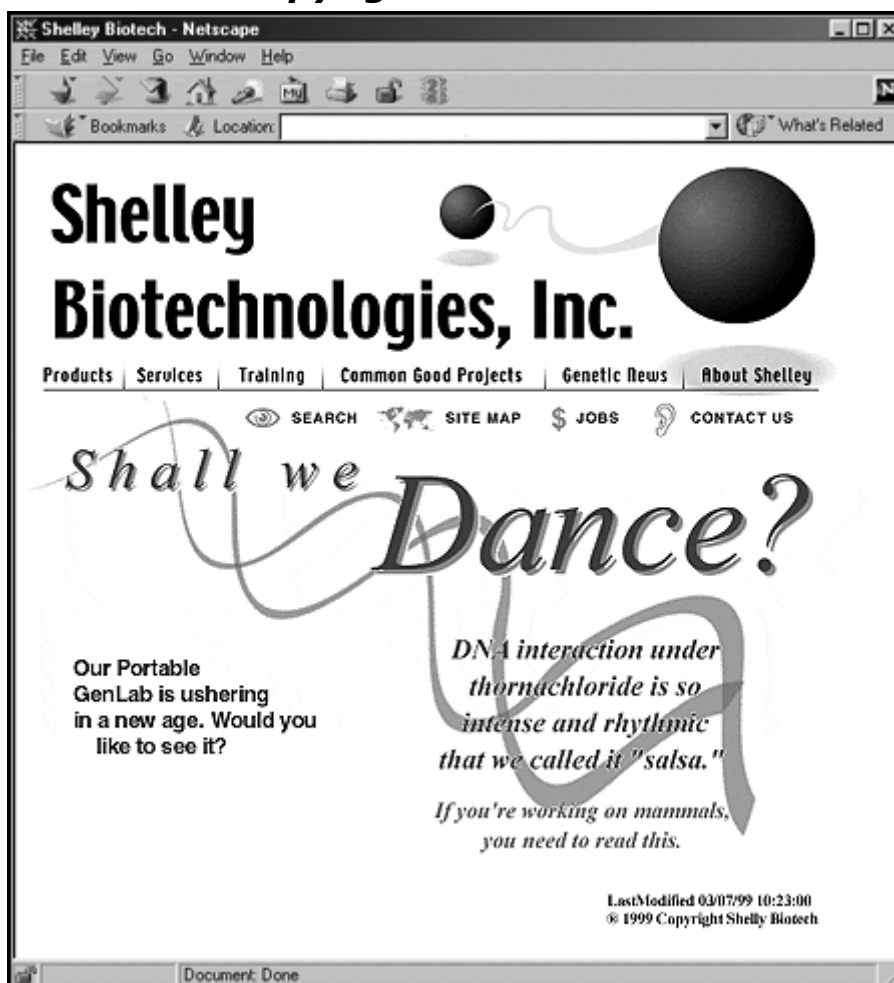 Shelley Biotech - Netscape
File Edit View Go Window Help
My
Bookmarks Location: What's Related
N
Shelley
Biotechnologies, Inc.
Products Services Training Common Good Projects Genetic News About Shelley
SEARCH SITE MAP $ JOBS CONTACT US
Shall we
Dance?
Our Portable
GenLab is ushering
in a new age. Would you
like to see it?
DNA interaction under
thornachloride is so
intense and rhythmic
that we called it "salsa."
If you're working on mammals,
you need to read this.
LastModified 03/07/99 10:23:00
® 1999 Copyright Shelly Biotech
Document: Done